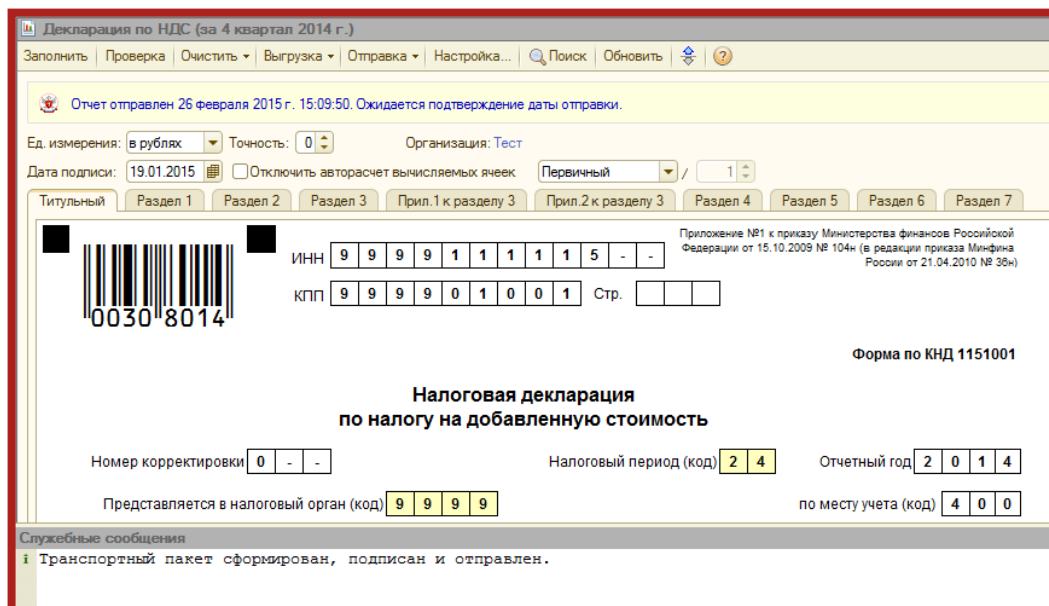 Декларация по НДС (за 4 квартал 2014 г.)
Заполнить Проверка Очистить Выгрузка Отправка Настройка... Поиск Обновить
Отчет отправлен 26 февраля 2015 г. 15:09:50. Ожидается подтверждение даты отправки.
Ед. измерения: в рублях Точность: 0 Организация: Тест
Дата подписи: 19.01.2015 Отключить авторасчет вычисляемых ячеек Первичный / 1
Титульный Раздел 1 Раздел 2 Раздел 3 Прил.1 к разделу 3 Прил.2 к разделу 3 Раздел 4 Раздел 5 Раздел 6 Раздел 7
Приложение №1 к приказу Министерства финансов Российской
Федерации от 15.10.2009 № 104н (в редакции приказа Минфина
России от 21.04.2010 № 36н)
ИНН 9 9 9 9 1 1 1 1 1 5 - -
КПП 9 9 9 9 0 1 0 0 1 Стр.
0030 8014
Форма по КНД 1151001
Налоговая декларация
по налогу на добавленную стоимость
Номер корректировки 0 - - Налоговый период (код) 2 4 Отчетный год 2 0 1 4
Представляется в налоговый орган (код) 9 9 9 9 по месту учета (код) 4 0 0
Служебные сообщения
i Транспортный пакет сформирован, подписан и отправлен.